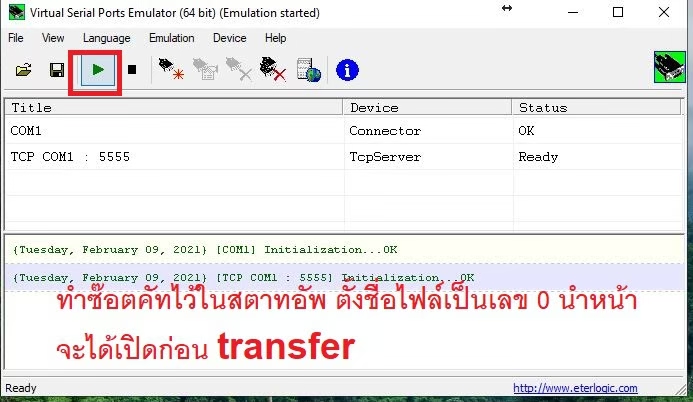 Virtual Serial Ports Emulator (64 bit) (Emulation started)
File View Language Emulation Device Help
Title Device Status
COM1 Connector OK
TCP COM1 : 5555 TcpServer Ready
{Tuesday, February 09, 2021} [COM1] Initialization...OK
{Tuesday, February 09, 2021} [TCP COM1 : 5555] Initialization...OK
ทำซ๊อตคัทไว้ในสตาทอัพ ตั้งชื่อไฟล์เป็นเลข 0 นำหน้า
จะได้เปิดก่อน transfer
Ready http://www.eterlogic.com